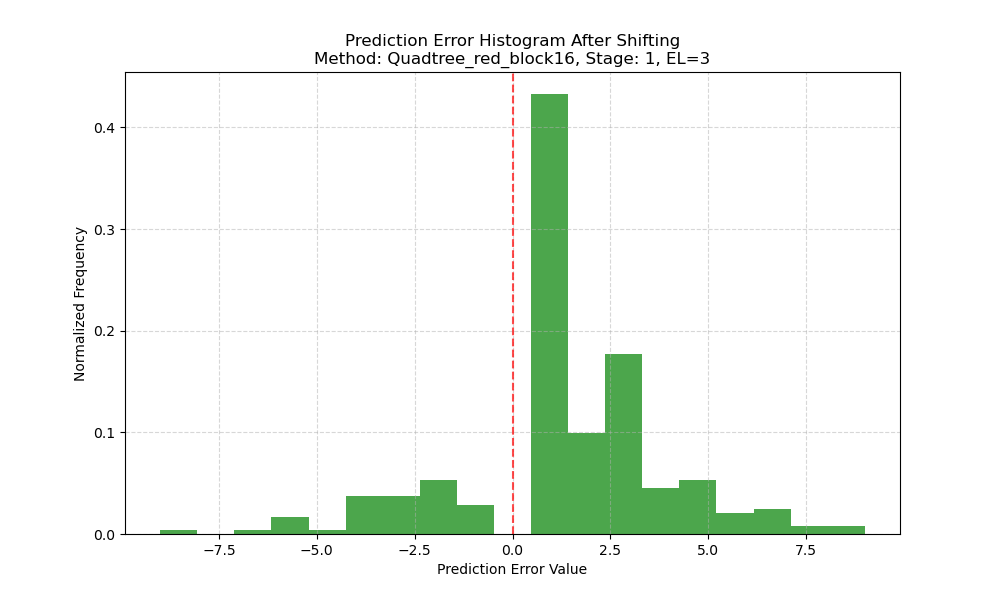 Prediction Error Histogram After Shifting
Method: Quadtree_red_block16, Stage: 1, EL=3
Normalized Frequency
0.4
0.3
0.2
0.1
0.0
−7.5 −5.0 −2.5 0.0 2.5 5.0 7.5
Prediction Error Value